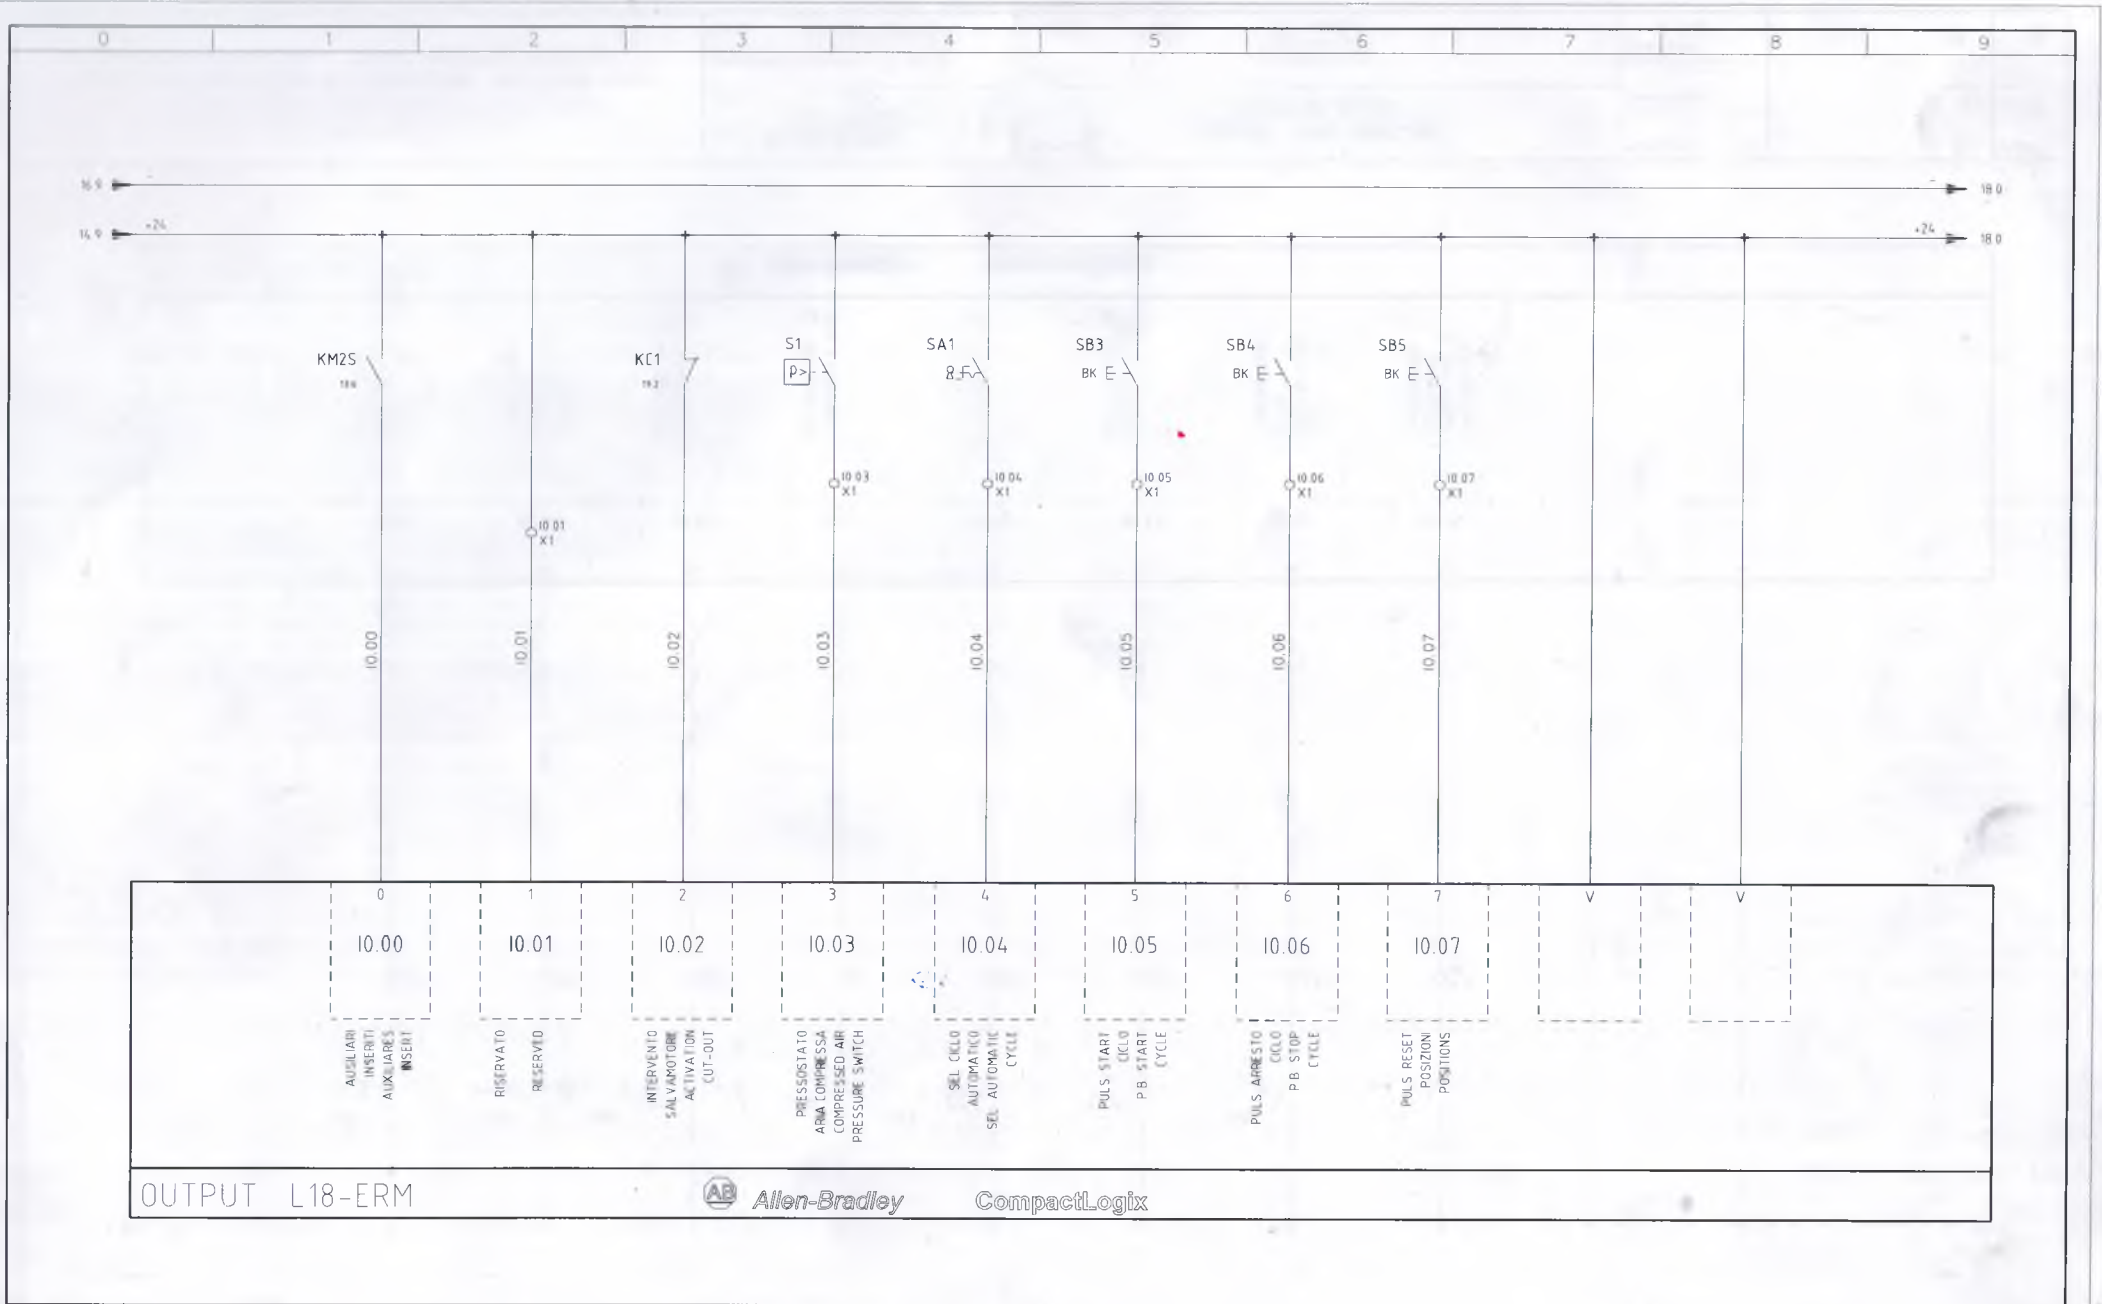 0 1 2 3 4 5 6 7 8 9
16.9 18.0
14.9 +24 +24 18.0
KM2S
KC1
19.2
S1
P>
SA1
SB3
BK
SB4
BK
SB5
BK
I0.01
X1
I0.03
X1
I0.04
X1
I0.05
X1
I0.06
X1
I0.07
X1
I0.00
I0.01
I0.02
I0.03
I0.04
I0.05
I0.06
I0.07
0 1 2 3 4 5 6 7 V V
I0.00 I0.01 I0.02 I0.03 I0.04 I0.05 I0.06 I0.07
AUSILIARI
INSERITI
AUXILIARES
INSERT
RISERVATO
RESERVED
INTERVENTO
SALVAMOTORE
ACTIVATION
CUT-OUT
PRESSOSTATO
ARIA COMPRESSA
COMPRESSED AIR
PRESSURE SWITCH
SEL CICLO
AUTOMATICO
SEL AUTOMATIC
CYCLE
PULS START
CICLO
P.B START
CYCLE
PULS ARRESTO
CICLO
P.B STOP
CYCLE
PULS RESET
POSIZIONI
POSITIONS
OUTPUT L18-ERM
AB Allen-Bradley CompactLogix